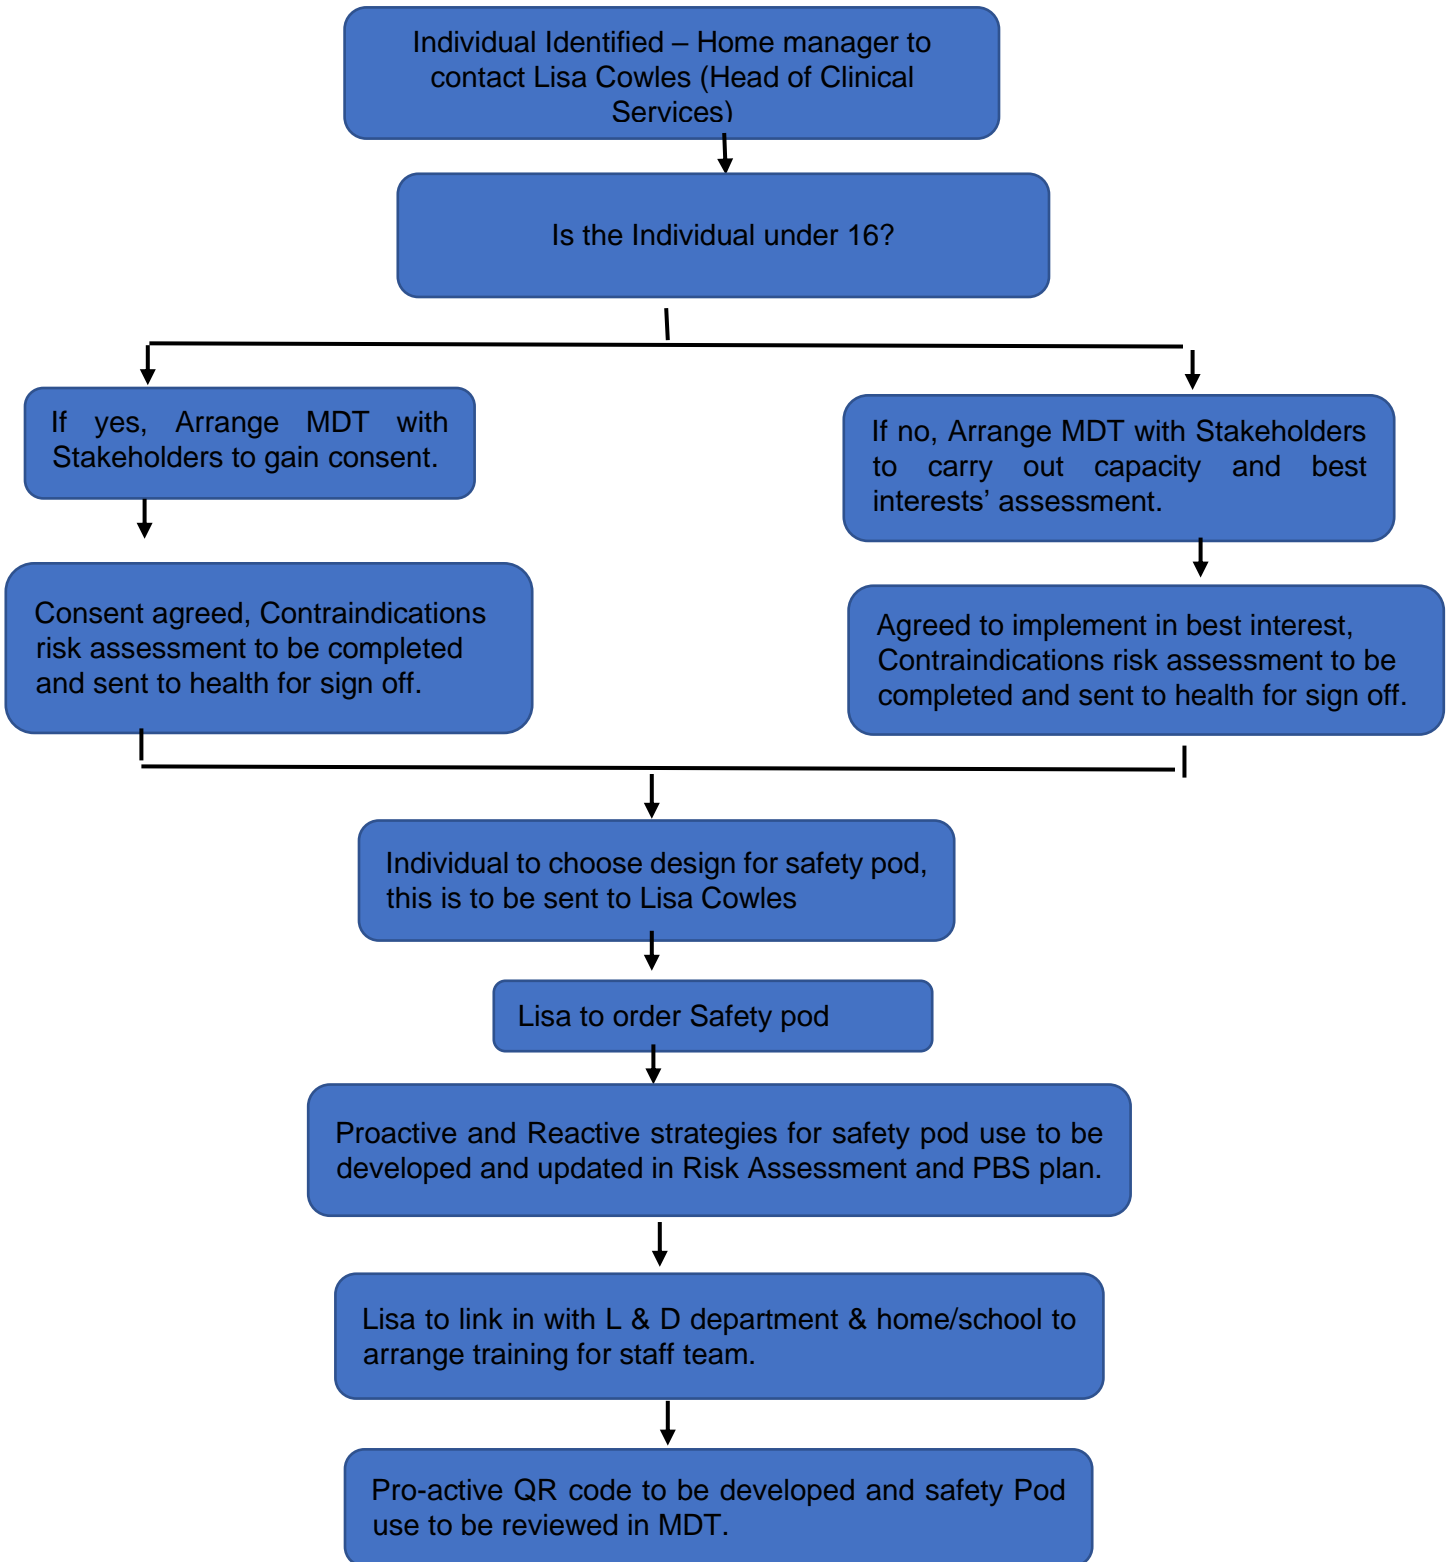 Individual Identified – Home manager to
contact Lisa Cowles (Head of Clinical
Services)
Is the Individual under 16?
If yes, Arrange MDT with
Stakeholders to gain consent.
If no, Arrange MDT with Stakeholders
to carry out capacity and best
interests’ assessment.
Consent agreed, Contraindications
risk assessment to be completed
and sent to health for sign off.
Agreed to implement in best interest,
Contraindications risk assessment to be
completed and sent to health for sign off.
Individual to choose design for safety pod,
this is to be sent to Lisa Cowles
Lisa to order Safety pod
Proactive and Reactive strategies for safety pod use to be
developed and updated in Risk Assessment and PBS plan.
Lisa to link in with L & D department & home/school to
arrange training for staff team.
Pro-active QR code to be developed and safety Pod
use to be reviewed in MDT.